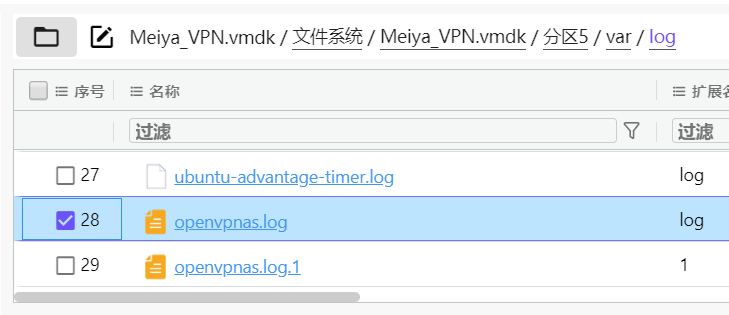 Meiya_VPN.vmdk / 文件系统 / Meiya_VPN.vmdk / 分区5 / var / log
序号 名称 扩展名
过滤 过滤
27 ubuntu-advantage-timer.log log
28 openvpnas.log log
29 openvpnas.log.1 1